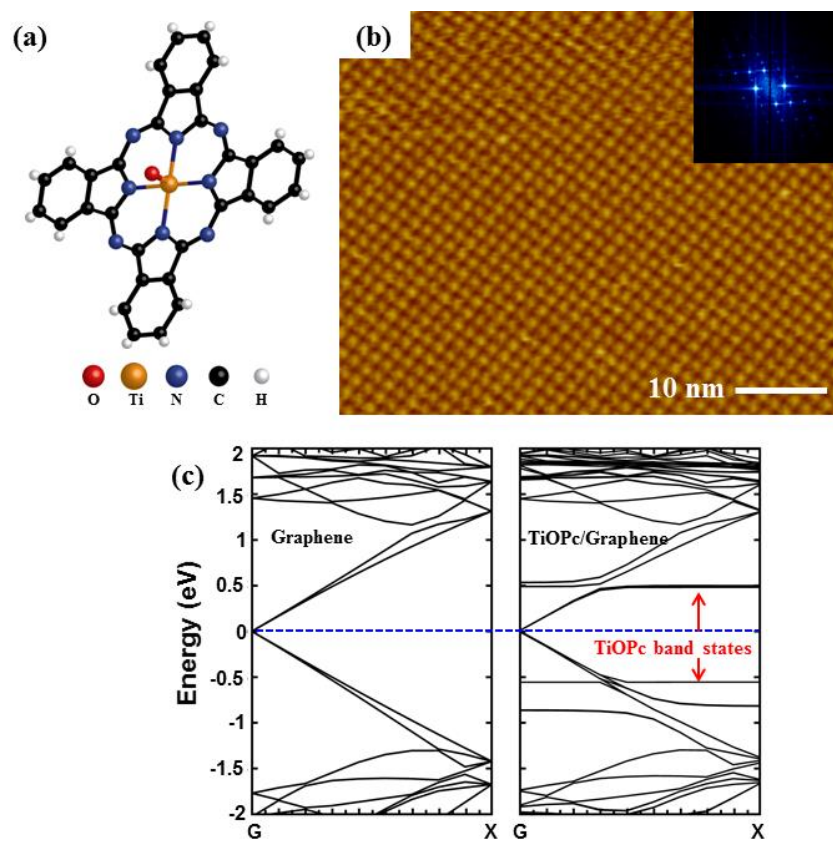 (a)
O Ti N C H
(b)
10 nm
(c)
Energy (eV)
2
1.5
1
0.5
0
-0.5
-1
-1.5
-2
Graphene
G X
TiOPc/Graphene
TiOPc band states
G X